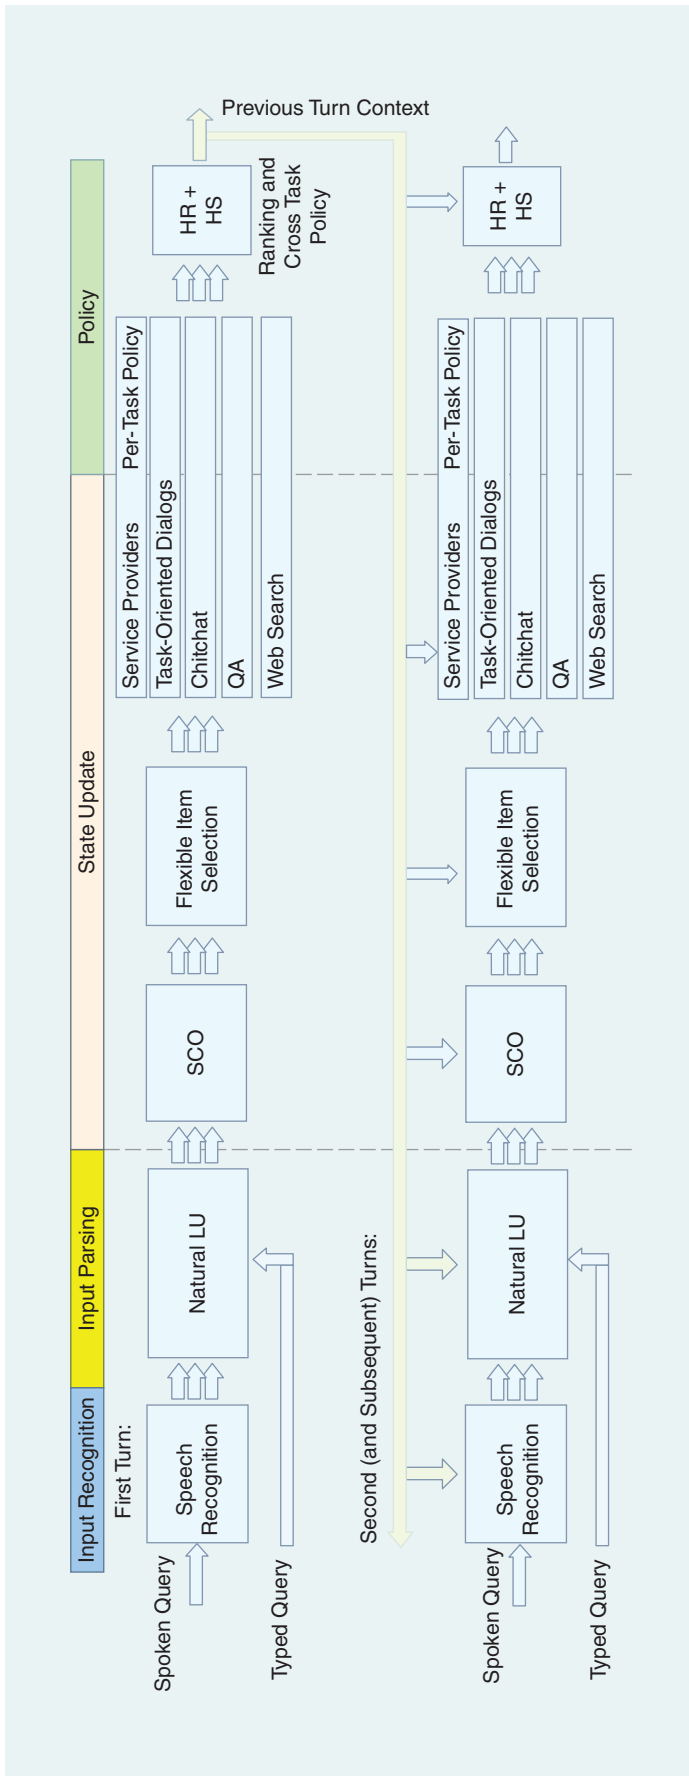 Input Recognition
Input Parsing
State Update
Policy
First Turn:
Spoken Query
Typed Query
Speech
Recognition
Natural LU
SCO
Flexible Item
Selection
Service Providers
Per-Task Policy
Task-Oriented Dialogs
Chitchat
QA
Web Search
HR +
HS
Ranking and
Cross Task
Policy
Previous Turn Context
Second (and Subsequent) Turns:
Spoken Query
Typed Query
Speech
Recognition
Natural LU
SCO
Flexible Item
Selection
Service Providers
Per-Task Policy
Task-Oriented Dialogs
Chitchat
QA
Web Search
HR +
HS